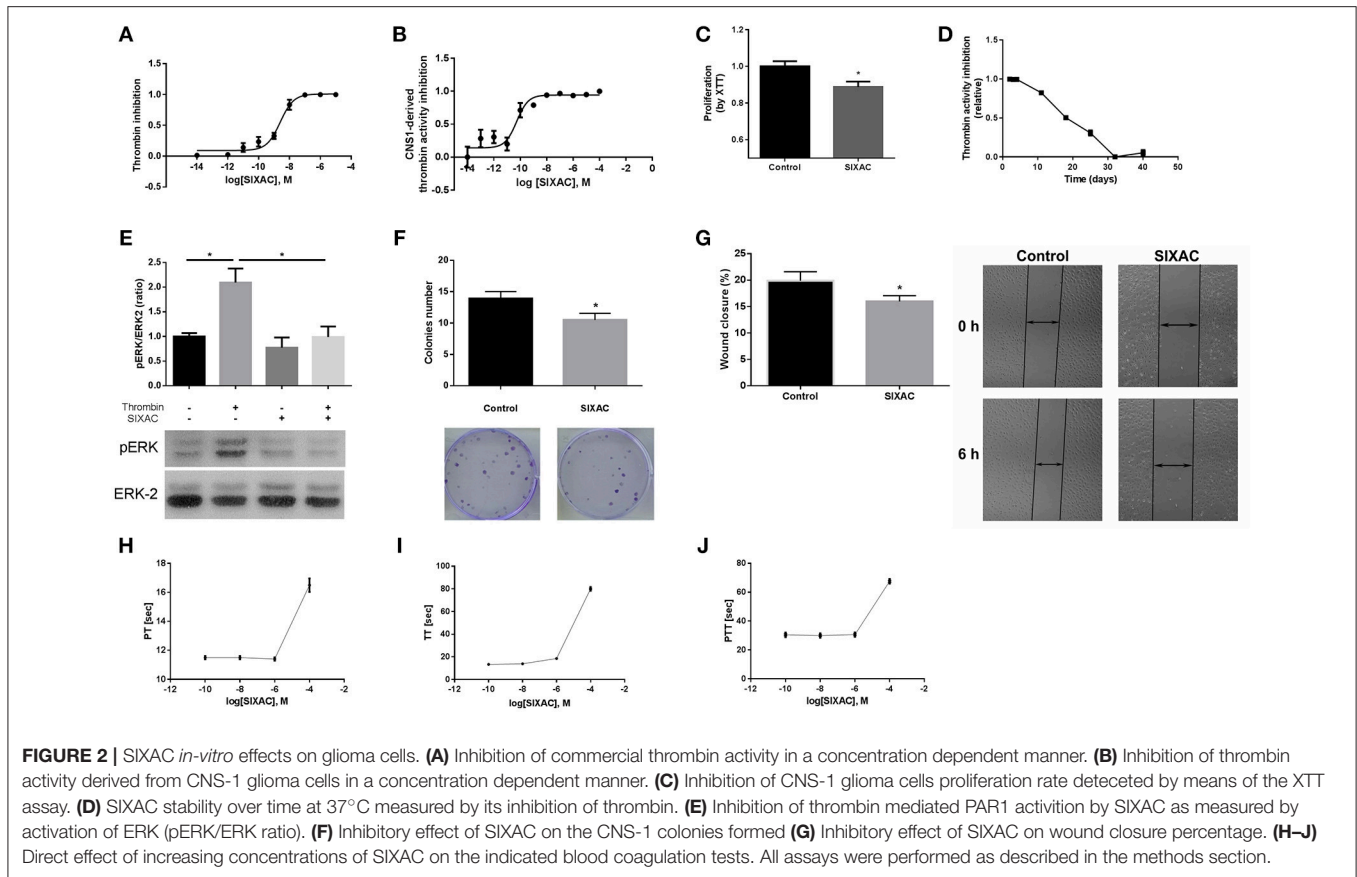 A
Thrombin inhibition
1.5
1.0
0.5
0.0
-0.5
-14 -12 -10 -8 -6 -4
log[SIXAC], M
B
CNS1-derived
thrombin activity inhibition
1.5
1.0
0.5
0.0
-0.5
-14 -12 -10 -8 -6 -4 -2 0
log [SIXAC], M
C
Proliferation
(by XTT)
1.2
1.0
0.8
0.6
*
Control SIXAC
D
Thrombin activity inhibition
(relative)
1.5
1.0
0.5
0.0
0 10 20 30 40 50
Time (days)
E
pERK/ERK2 (ratio)
2.5
2.0
1.5
1.0
0.5
0.0
* *
Thrombin - + - +
SIXAC - - + +
pERK
ERK-2
F
Colonies number
20
15
10
5
0
*
Control SIXAC
G
Wound closure (%)
25
20
15
10
5
0
*
Control SIXAC
Control SIXAC
0 h
6 h
H
PT [sec]
18
16
14
12
10
-12 -10 -8 -6 -4 -2
log[SIXAC], M
I
TT [sec]
100
80
60
40
20
0
-12 -10 -8 -6 -4 -2
log[SIXAC], M
J
PTT [sec]
80
60
40
20
0
-12 -10 -8 -6 -4 -2
log[SIXAC], M
FIGURE 2 | SIXAC in-vitro effects on glioma cells. (A) Inhibition of commercial thrombin activity in a concentration dependent manner. (B) Inhibition of thrombin
activity derived from CNS-1 glioma cells in a concentration dependent manner. (C) Inhibition of CNS-1 glioma cells proliferation rate deteceted by means of the XTT
assay. (D) SIXAC stability over time at 37°C measured by its inhibition of thrombin. (E) Inhibition of thrombin mediated PAR1 activition by SIXAC as measured by
activation of ERK (pERK/ERK ratio). (F) Inhibitory effect of SIXAC on the CNS-1 colonies formed (G) Inhibitory effect of SIXAC on wound closure percentage. (H–J)
Direct effect of increasing concentrations of SIXAC on the indicated blood coagulation tests. All assays were performed as described in the methods section.